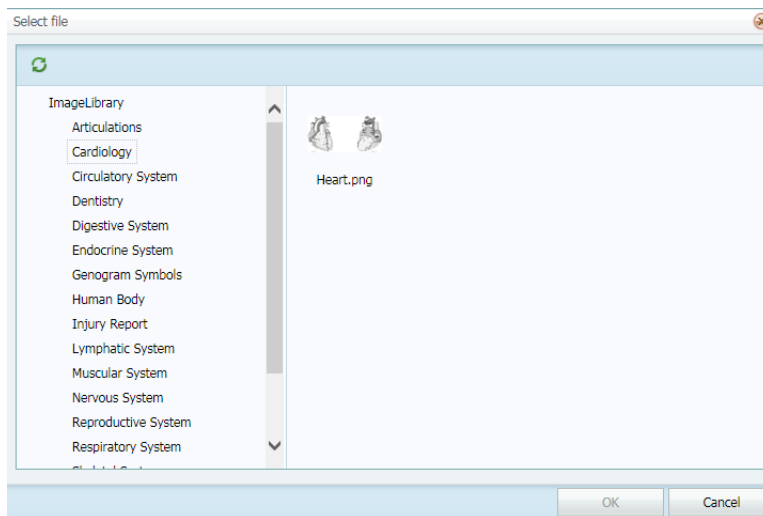 Select file
ImageLibrary
Articulations
Cardiology
Circulatory System
Dentistry
Digestive System
Endocrine System
Genogram Symbols
Human Body
Injury Report
Lymphatic System
Muscular System
Nervous System
Reproductive System
Respiratory System
Heart.png
OK
Cancel